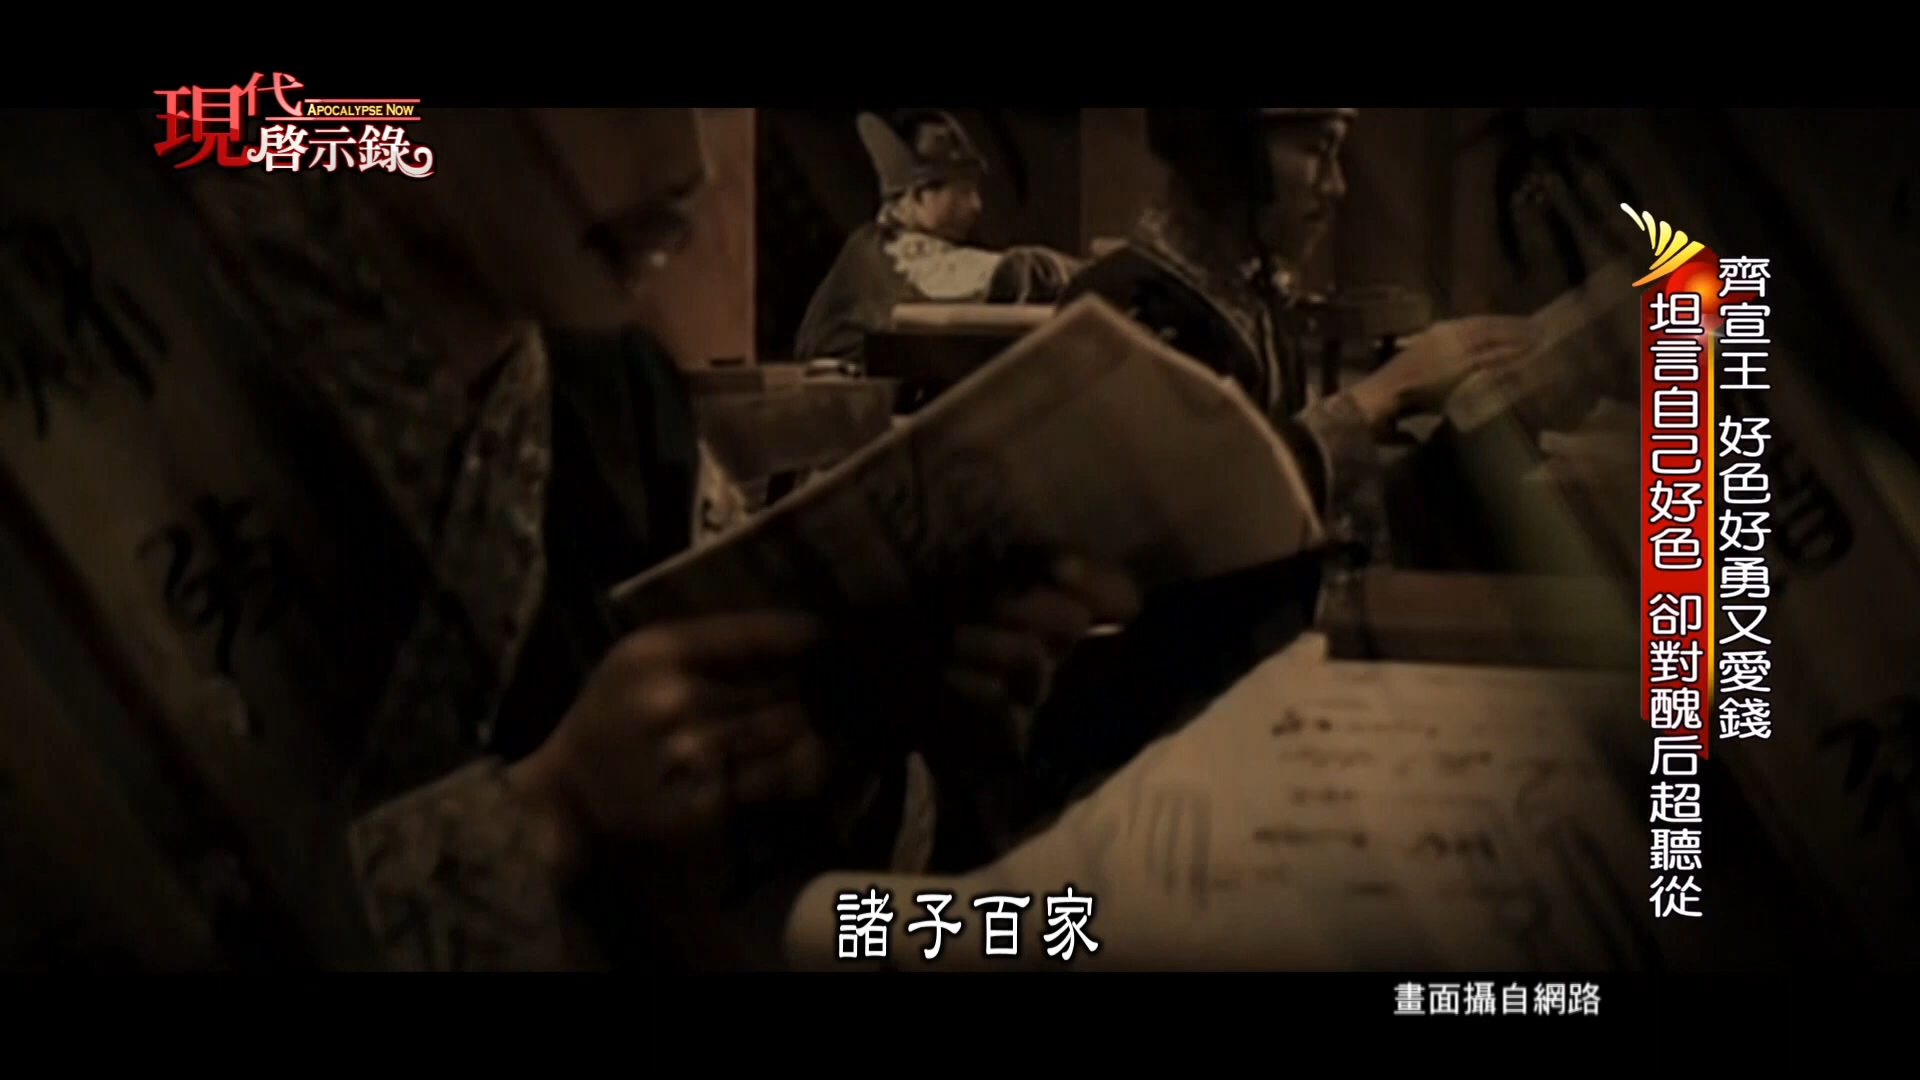 現代
APOCALYPSE NOW
啓示錄
齊宣王 好色好勇又愛錢
坦言自己好色 卻對醜后超聽從
諸子百家
畫面攝自網路